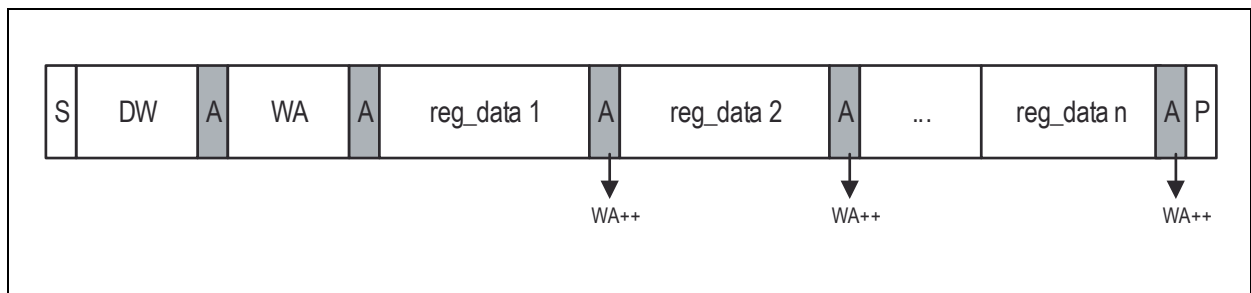 S DW A WA A reg_data 1 A reg_data 2 A ... reg_data n A P
WA++ WA++ WA++